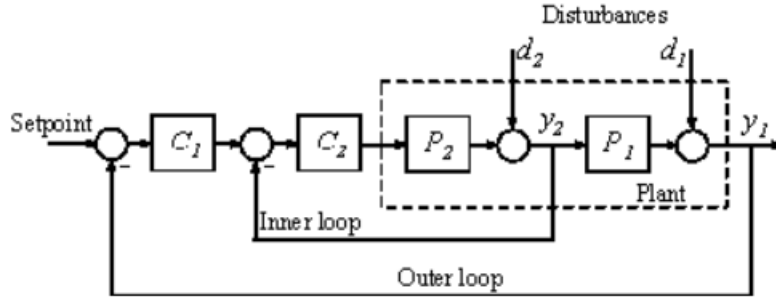 Disturbances
d₂ d₁
Setpoint
C₁ C₂ P₂ y₂ P₁ y₁
- -
Plant
Inner loop
Outer loop